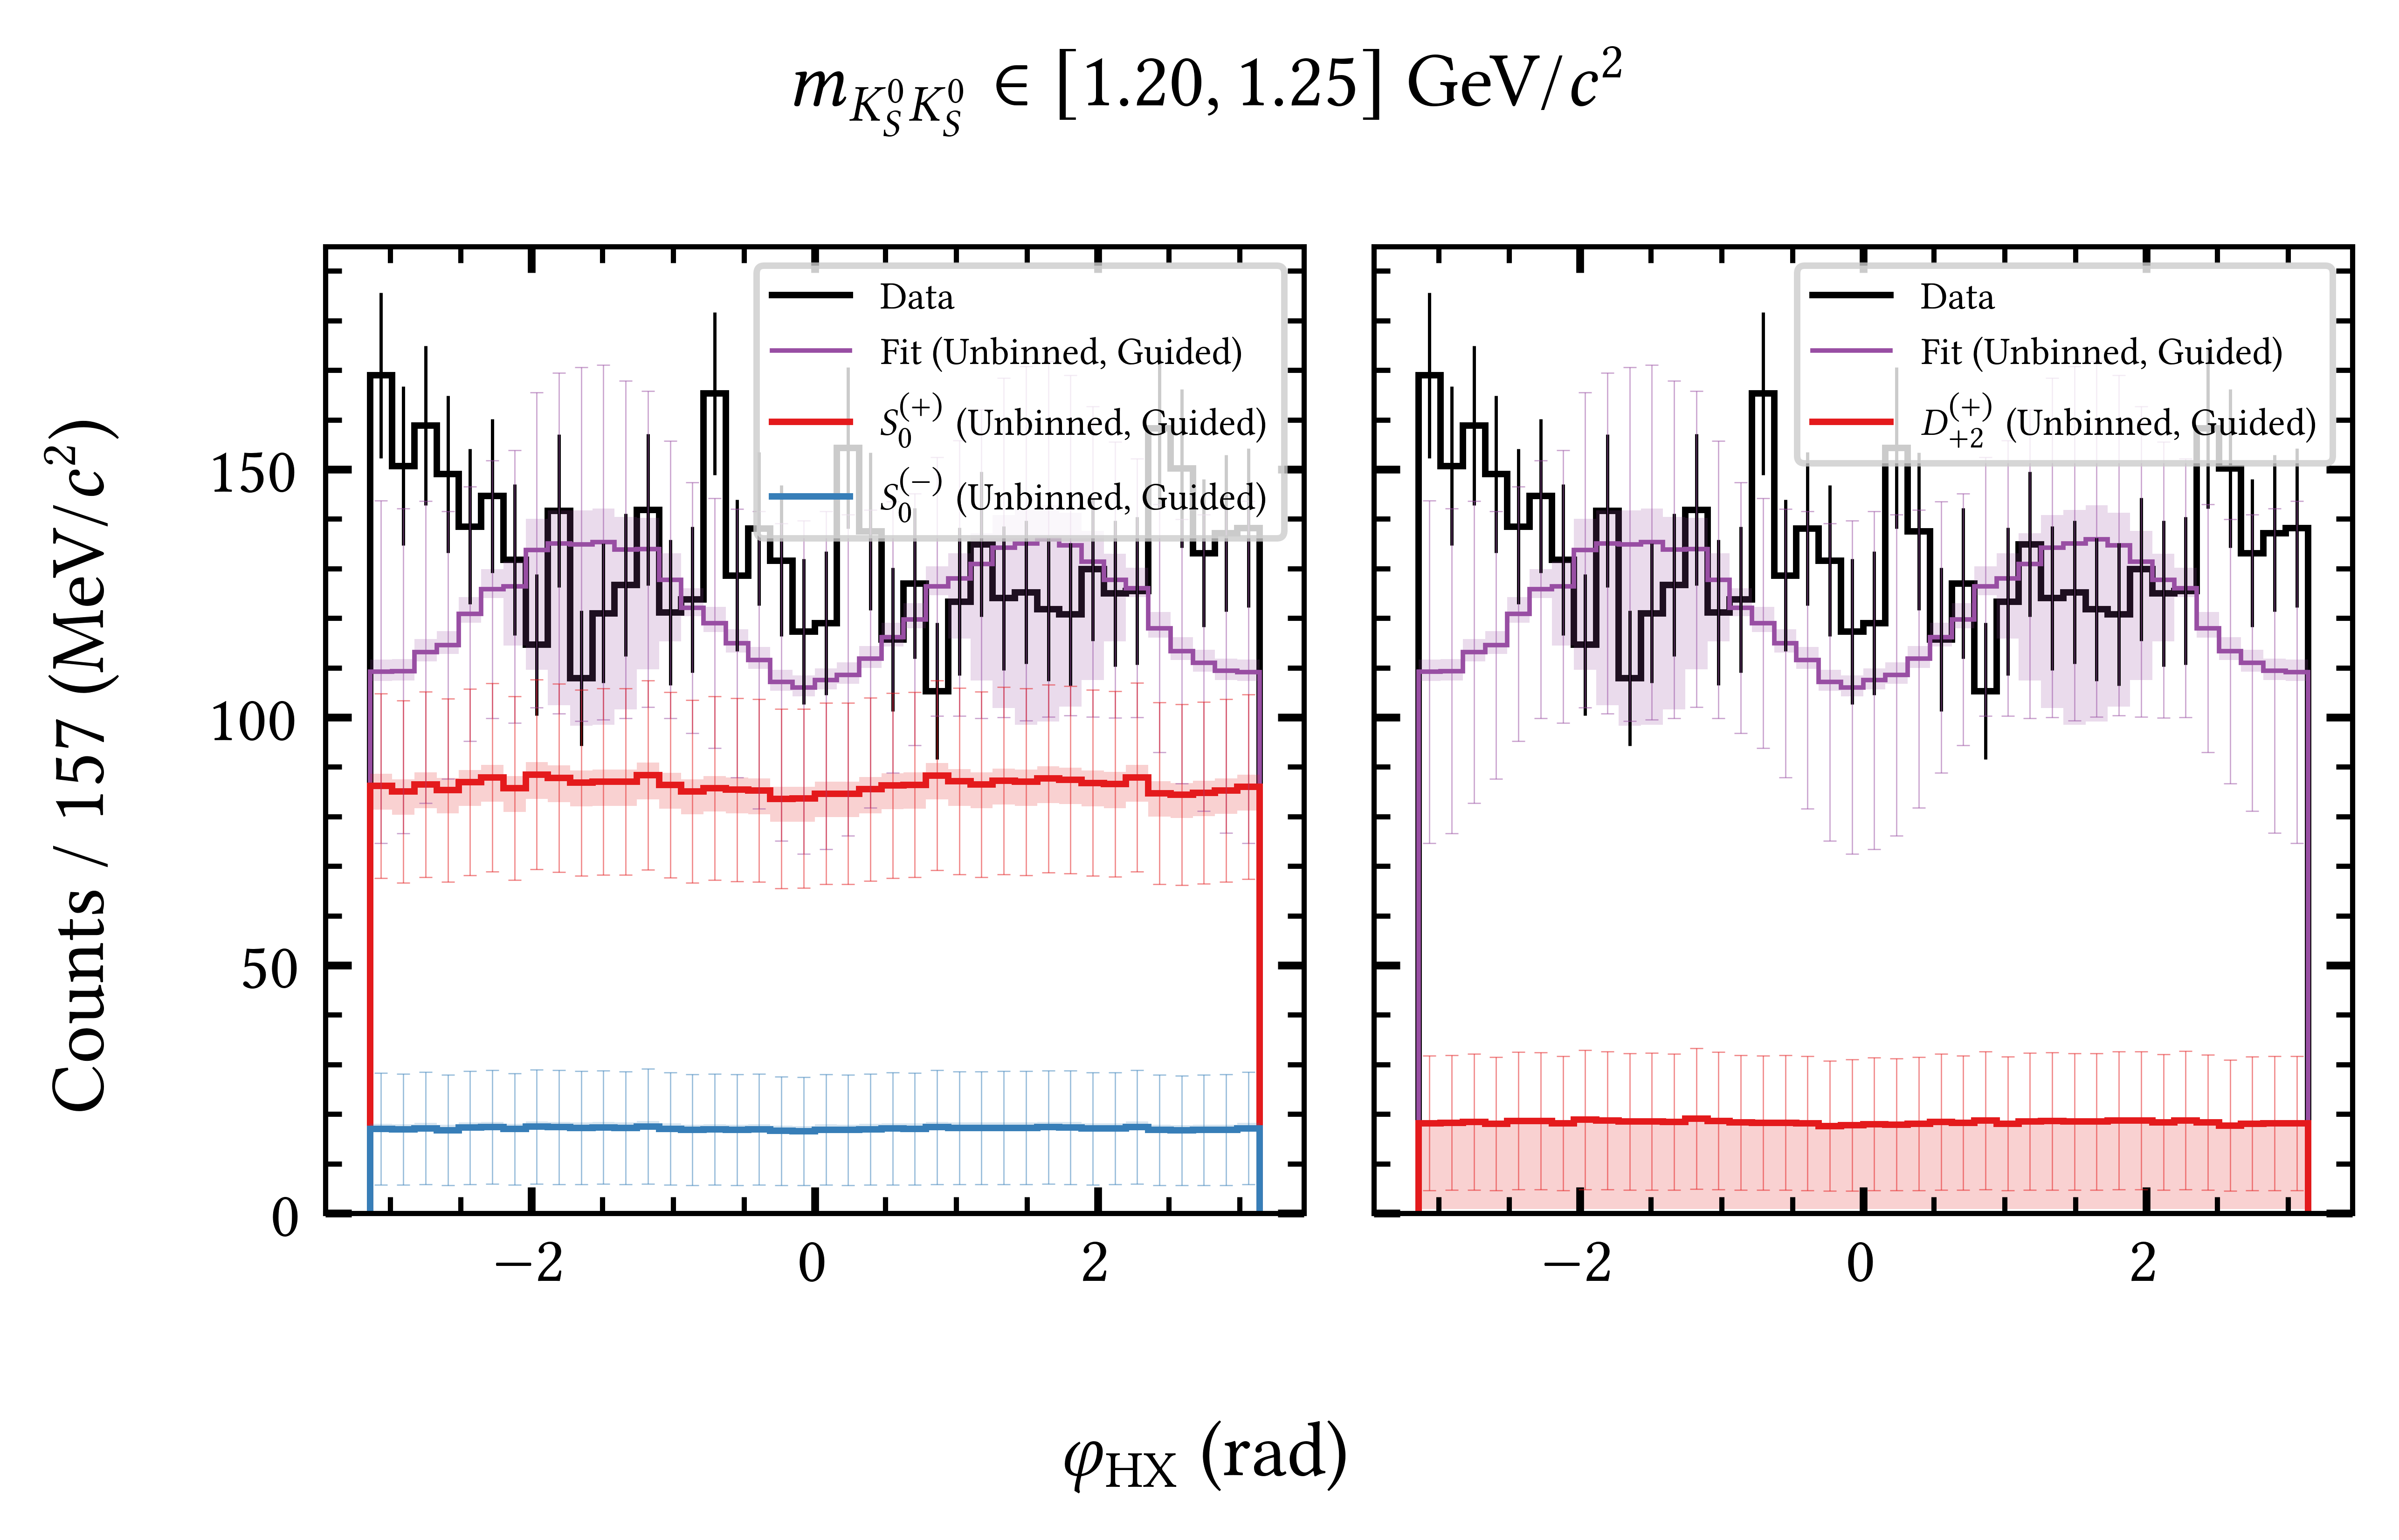 m_{K_S^0 K_S^0} ∈ [1.20, 1.25] GeV/c²
Counts / 157 (MeV/c²)
150
100
50
0
Data
Fit (Unbinned, Guided)
S_0^{(+)} (Unbinned, Guided)
S_0^{(−)} (Unbinned, Guided)
−2
0
2
Data
Fit (Unbinned, Guided)
D_{+2}^{(+)} (Unbinned, Guided)
−2
0
2
φ_{HX} (rad)